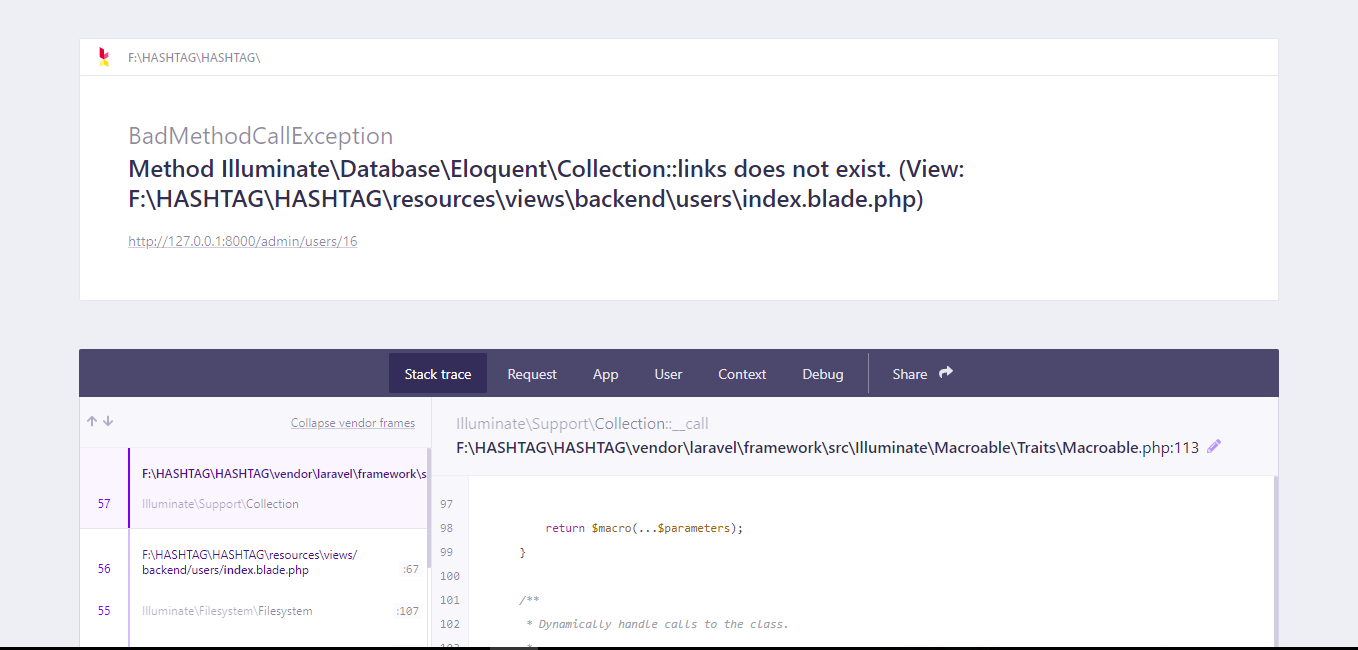 F:\HASHTAG\HASHTAG\
BadMethodCallException
Method Illuminate\Database\Eloquent\Collection::links does not exist. (View:
F:\HASHTAG\HASHTAG\resources\views\backend\users\index.blade.php)
http://127.0.0.1:8000/admin/users/16
Stack trace Request App User Context Debug Share
Collapse vendor frames
F:\HASHTAG\HASHTAG\vendor\laravel\framework\s
57 Illuminate\Support\Collection
F:\HASHTAG\HASHTAG\resources\views/
56 backend/users/index.blade.php :67
55 Illuminate\Filesystem\Filesystem :107
Illuminate\Support\Collection::__call
F:\HASHTAG\HASHTAG\vendor\laravel\framework\src\Illuminate\Macroable\Traits\Macroable.php:113
97
98 return $macro(...$parameters);
99 }
100
101 /**
102 * Dynamically handle calls to the class.
103 *